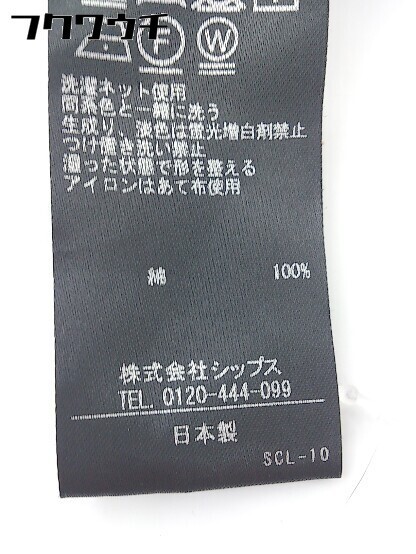 フクワウチ
F W
洗濯ネット使用
同系色と一緒に洗う
生成り、淡色は蛍光増白剤禁止
つけ置き洗い禁止
湿った状態で形を整える
アイロンはあて布使用
綿 100%
株式会社シップス
TEL. 0120-444-099
日本製
SCL-10